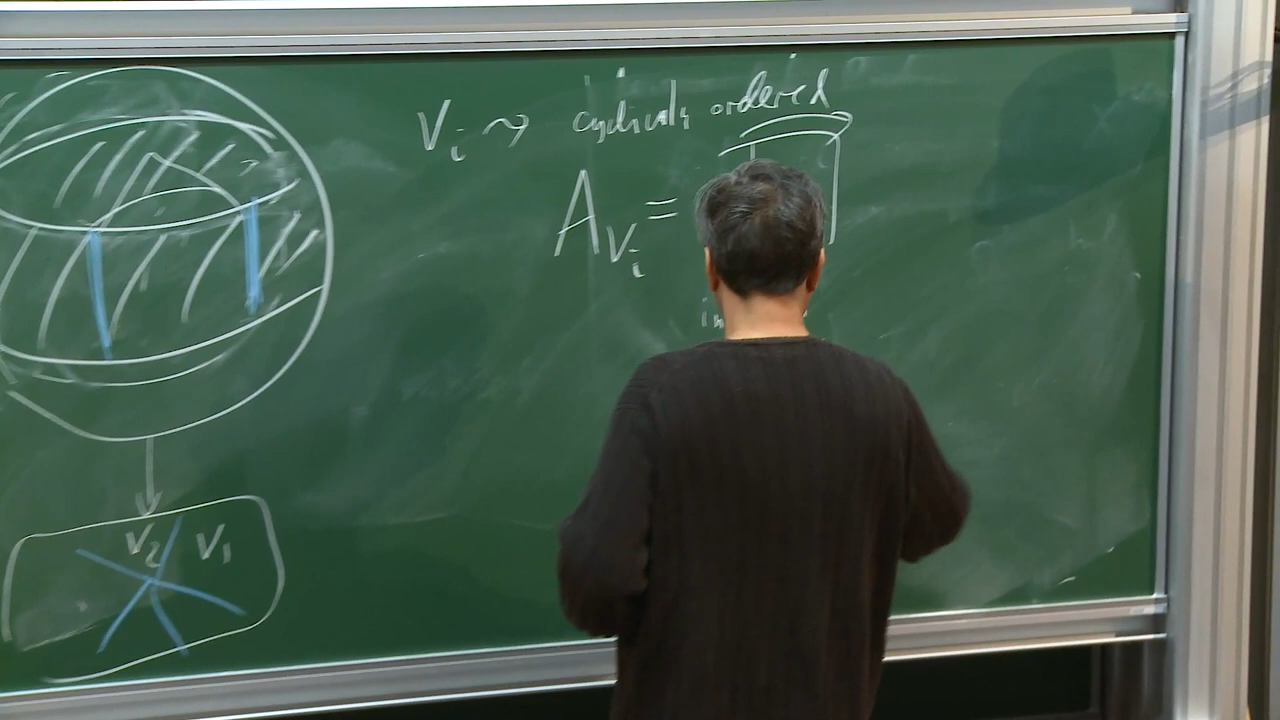 V_i ⇝ cyclically ordered
A_{V_i} =
V_2 V_1